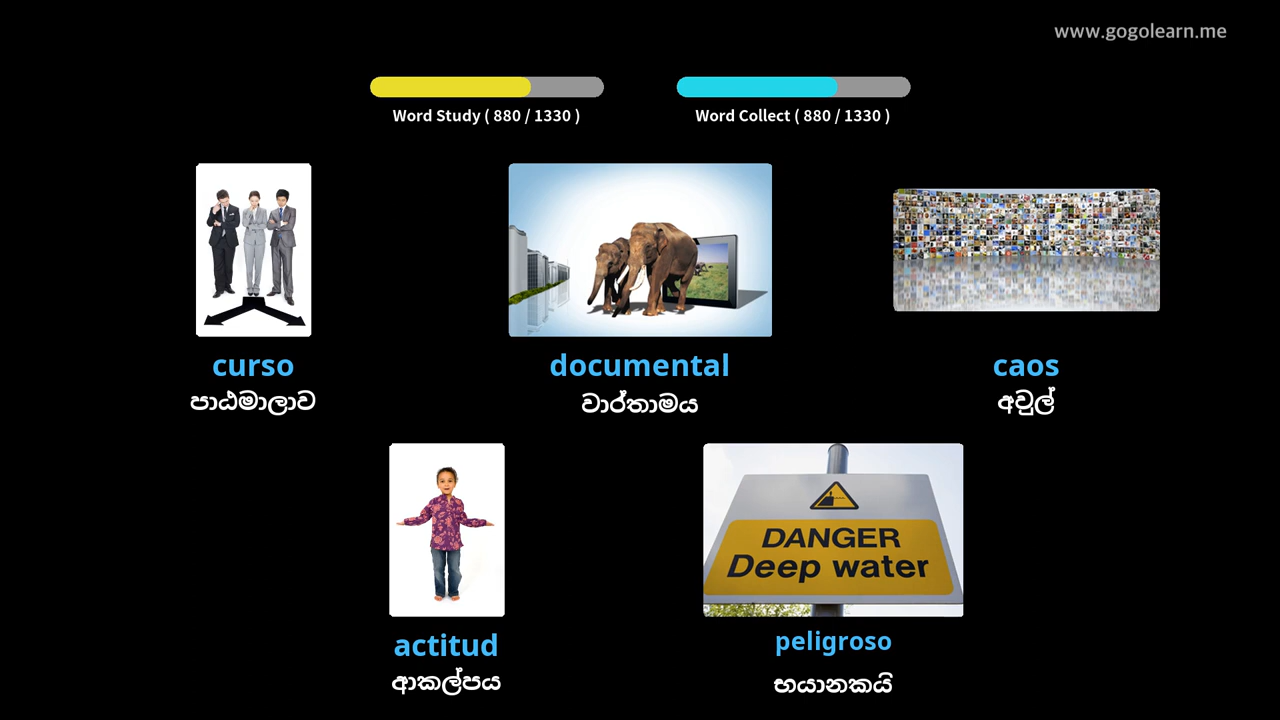 www.gogolearn.me
Word Study ( 880 / 1330 )
Word Collect ( 880 / 1330 )
curso
පාඨමාලාව
documental
වාර්තාමය
caos
අවුල්
actitud
ආකල්පය
DANGER
Deep water
peligroso
භයානකයි